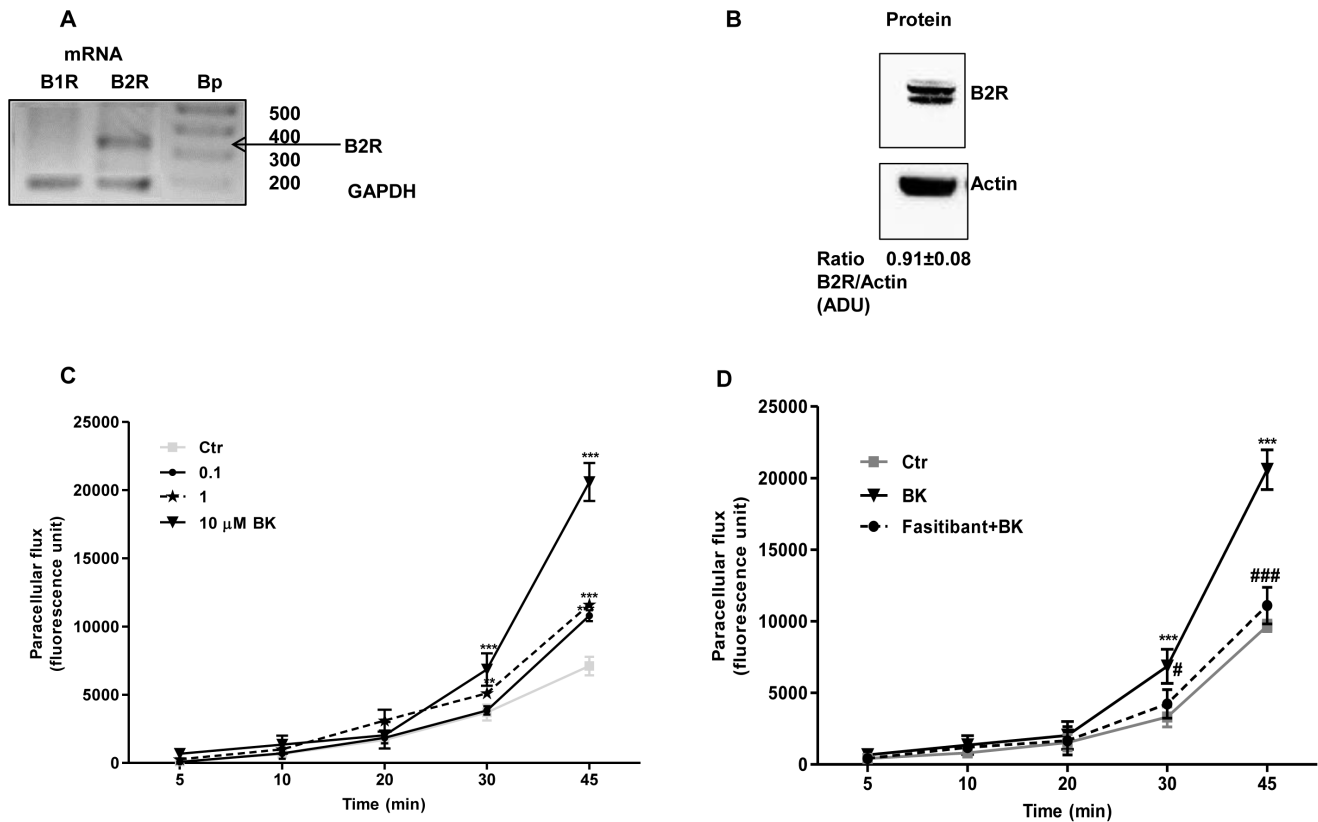 A
mRNA
B1R B2R Bp
500
400
300
200
B2R
GAPDH
B
Protein
B2R
Actin
Ratio 0.91±0.08
B2R/Actin
(ADU)
C
Paracellular flux
(fluorescence unit)
25000
20000
15000
10000
5000
0
Ctr
0.1
1
10 μM BK
***
**
***
***
5 10 20 30 45
Time (min)
D
Paracellular flux
(fluorescence unit)
25000
20000
15000
10000
5000
0
Ctr
BK
Fasitibant+BK
***
#
***
###
5 10 20 30 45
Time (min)